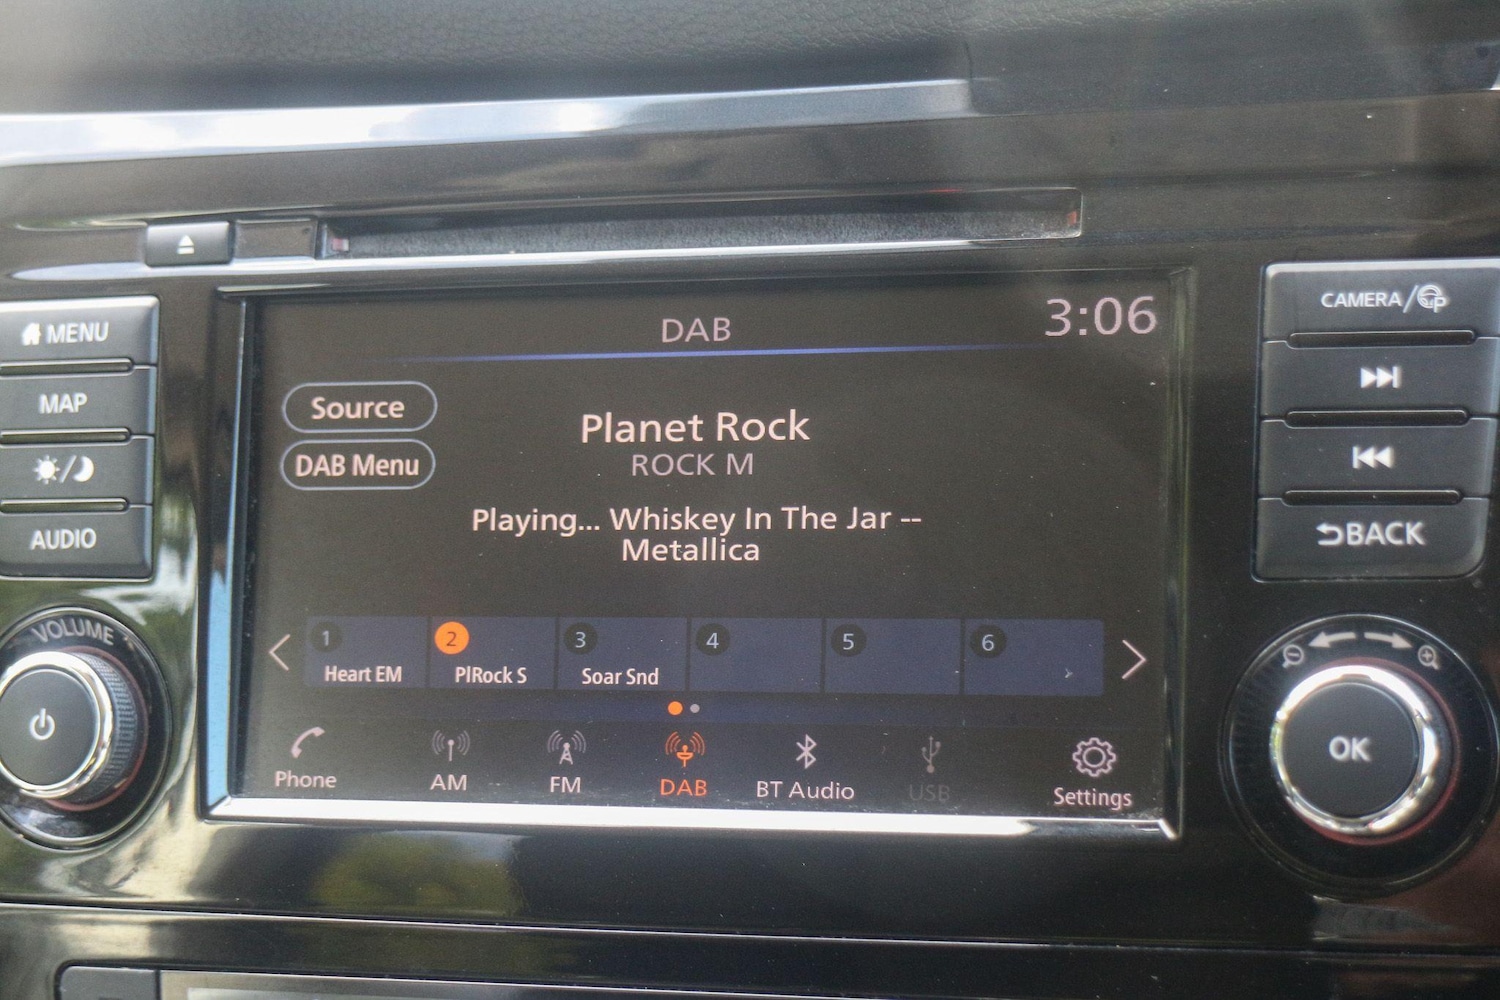 DAB
3:06
MENU
MAP
AUDIO
VOLUME
Source
DAB Menu
Planet Rock
ROCK M
Playing... Whiskey In The Jar --
Metallica
1
Heart EM
2
PlRock S
3
Soar Snd
4
5
6
Phone
AM
FM
DAB
BT Audio
USB
Settings
CAMERA/P
BACK
OK